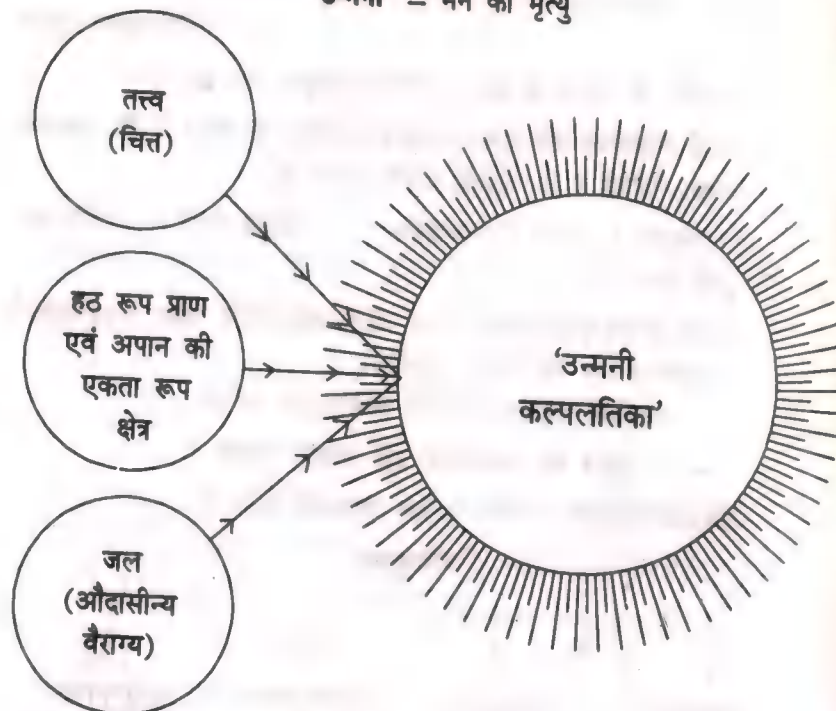 – मन की मृत्यु
तत्त्व
(चित्त)
हठ रूप प्राण
एवं अपान की
एकता रूप
क्षेत्र
'उन्मनी
कल्पलतिका'
जल
(औदासीन्य
वैराग्य)